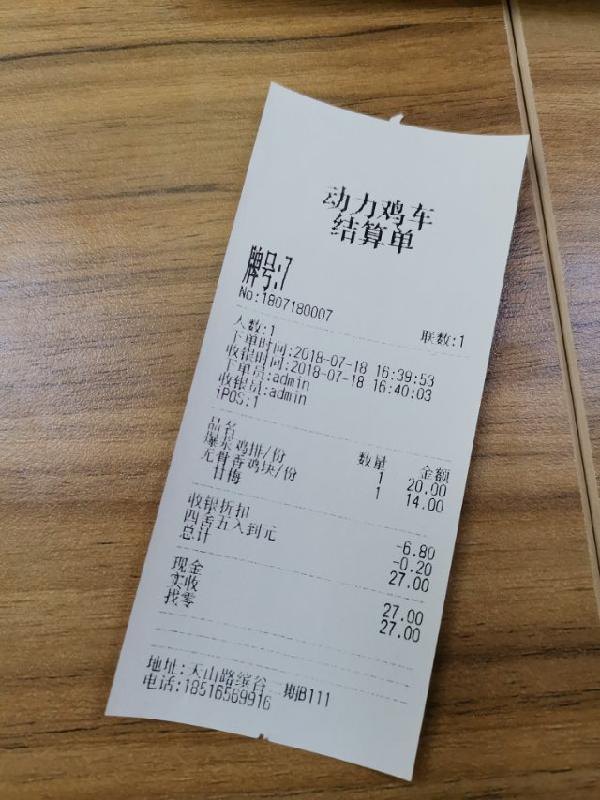 动力鸡车
结算单
牌号:7
No:1807180007
联数:1
人数:1
下单时间:2018-07-18 16:39:53
收银时间:2018-07-18 16:40:03
下单员:admin
收银员:admin
iPOS:1
品名 数量 金额
爆浆鸡排/份 1 20.00
无骨香鸡块/份 1 14.00
甘梅
收银折扣 -6.80
四舍五入到元 -0.20
总计 27.00
现金 27.00
实收 27.00
找零
地址:天山路缤谷 期B111
电话:18516569916